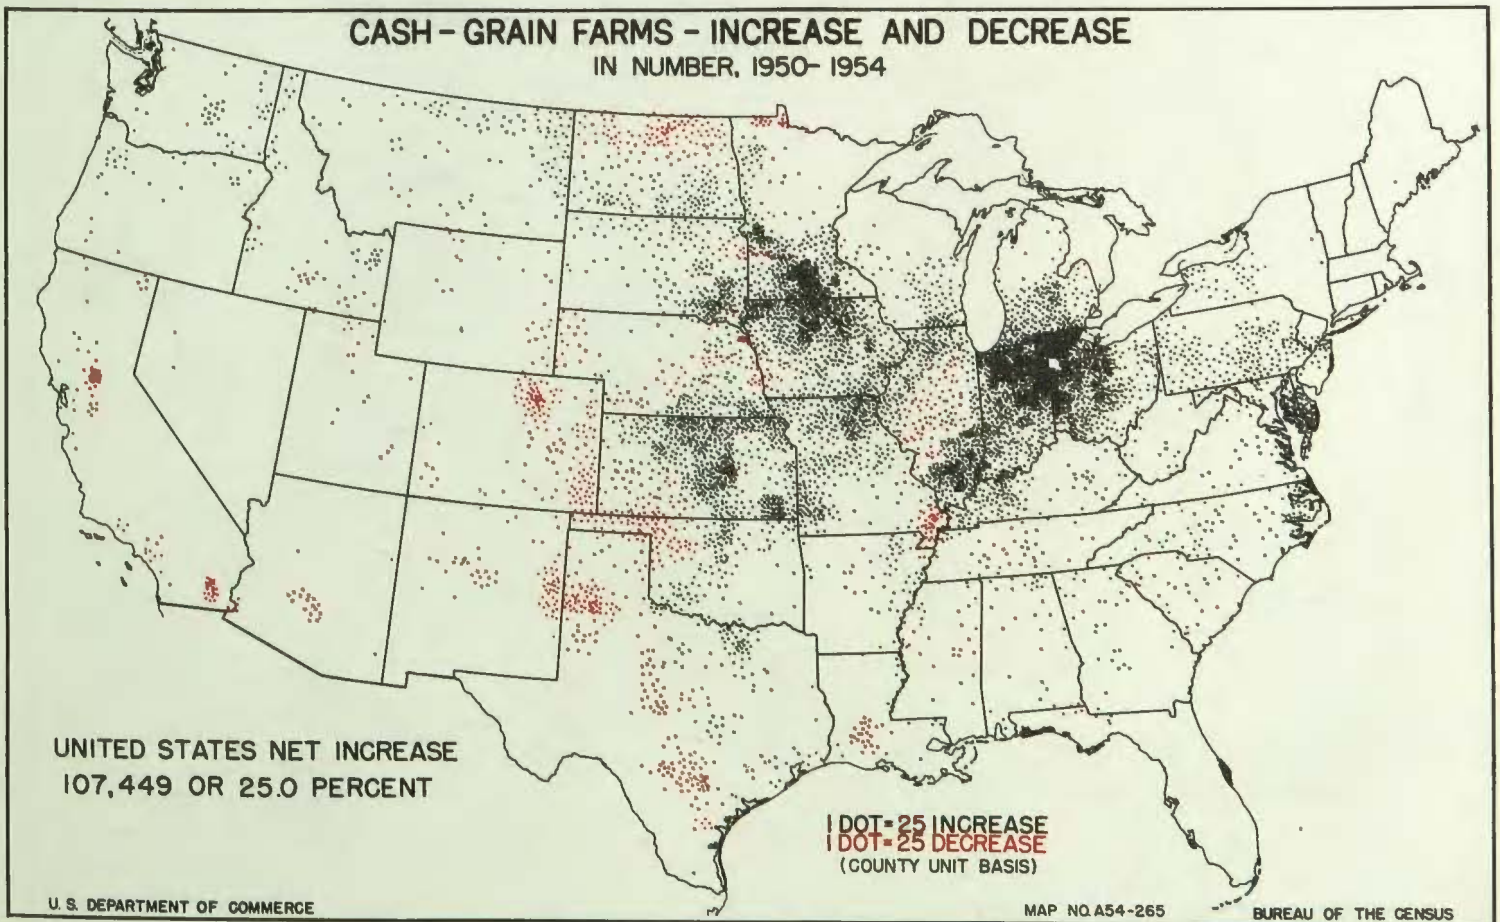 CASH-GRAIN FARMS-INCREASE AND DECREASE
IN NUMBER, 1950-1954
UNITED STATES NET INCREASE
107,449 OR 25.0 PERCENT
1 DOT=25 INCREASE
1 DOT=25 DECREASE
(COUNTY UNIT BASIS)
U. S. DEPARTMENT OF COMMERCE
MAP NO. A54-265
BUREAU OF THE CENSUS